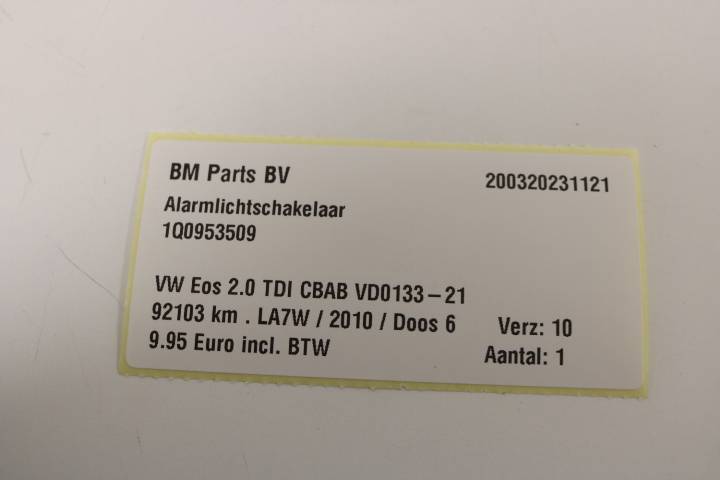 BM Parts BV 200320231121
Alarmlichtschakelaar
1Q0953509
VW Eos 2.0 TDI CBAB VD0133-21
92103 km . LA7W / 2010 / Doos 6 Verz: 10
9.95 Euro incl. BTW Aantal: 1